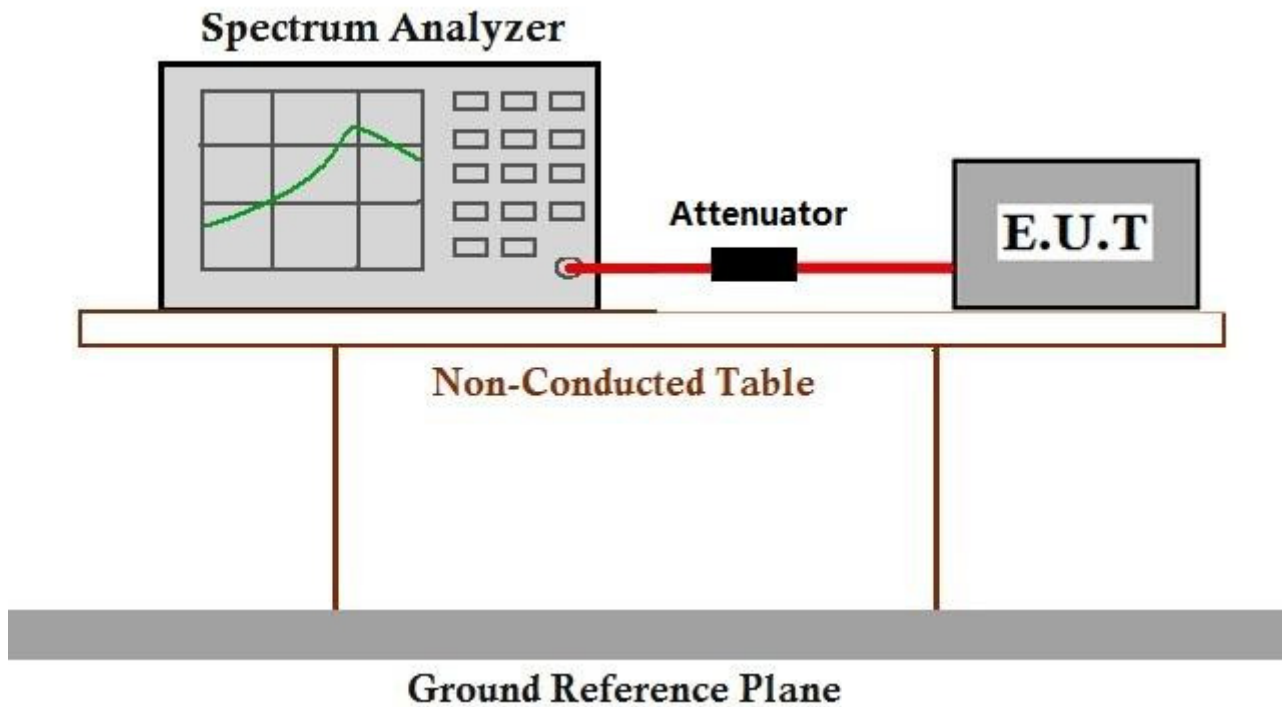 Spectrum Analyzer
Attenuator
E.U.T
Non-Conducted Table
Ground Reference Plane